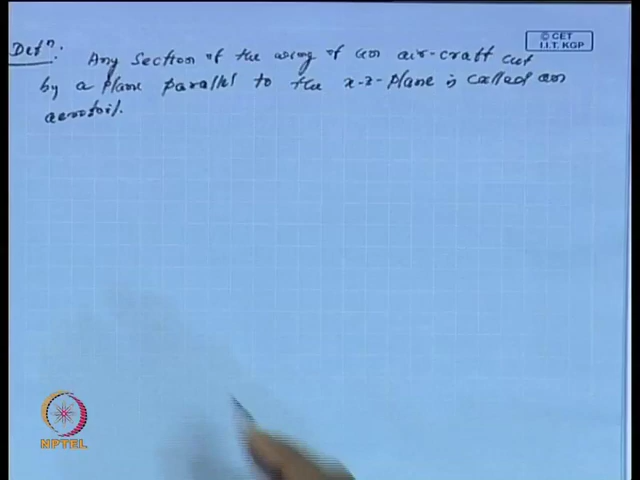 Defn: Any section of the wing of an air-craft cut
by a plane parallel to the x-z-plane is called an
aerofoil.
© CET
I.I.T. KGP
NPTEL